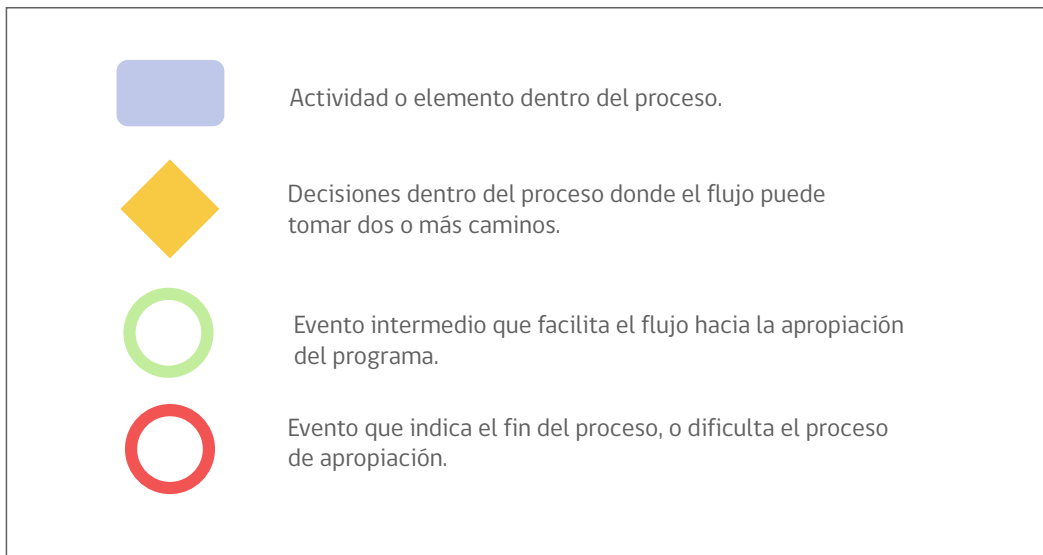 Actividad o elemento dentro del proceso.
Decisiones dentro del proceso donde el flujo puede
tomar dos o más caminos.
Evento intermedio que facilita el flujo hacia la apropiación
del programa.
Evento que indica el fin del proceso, o dificulta el proceso
de apropiación.